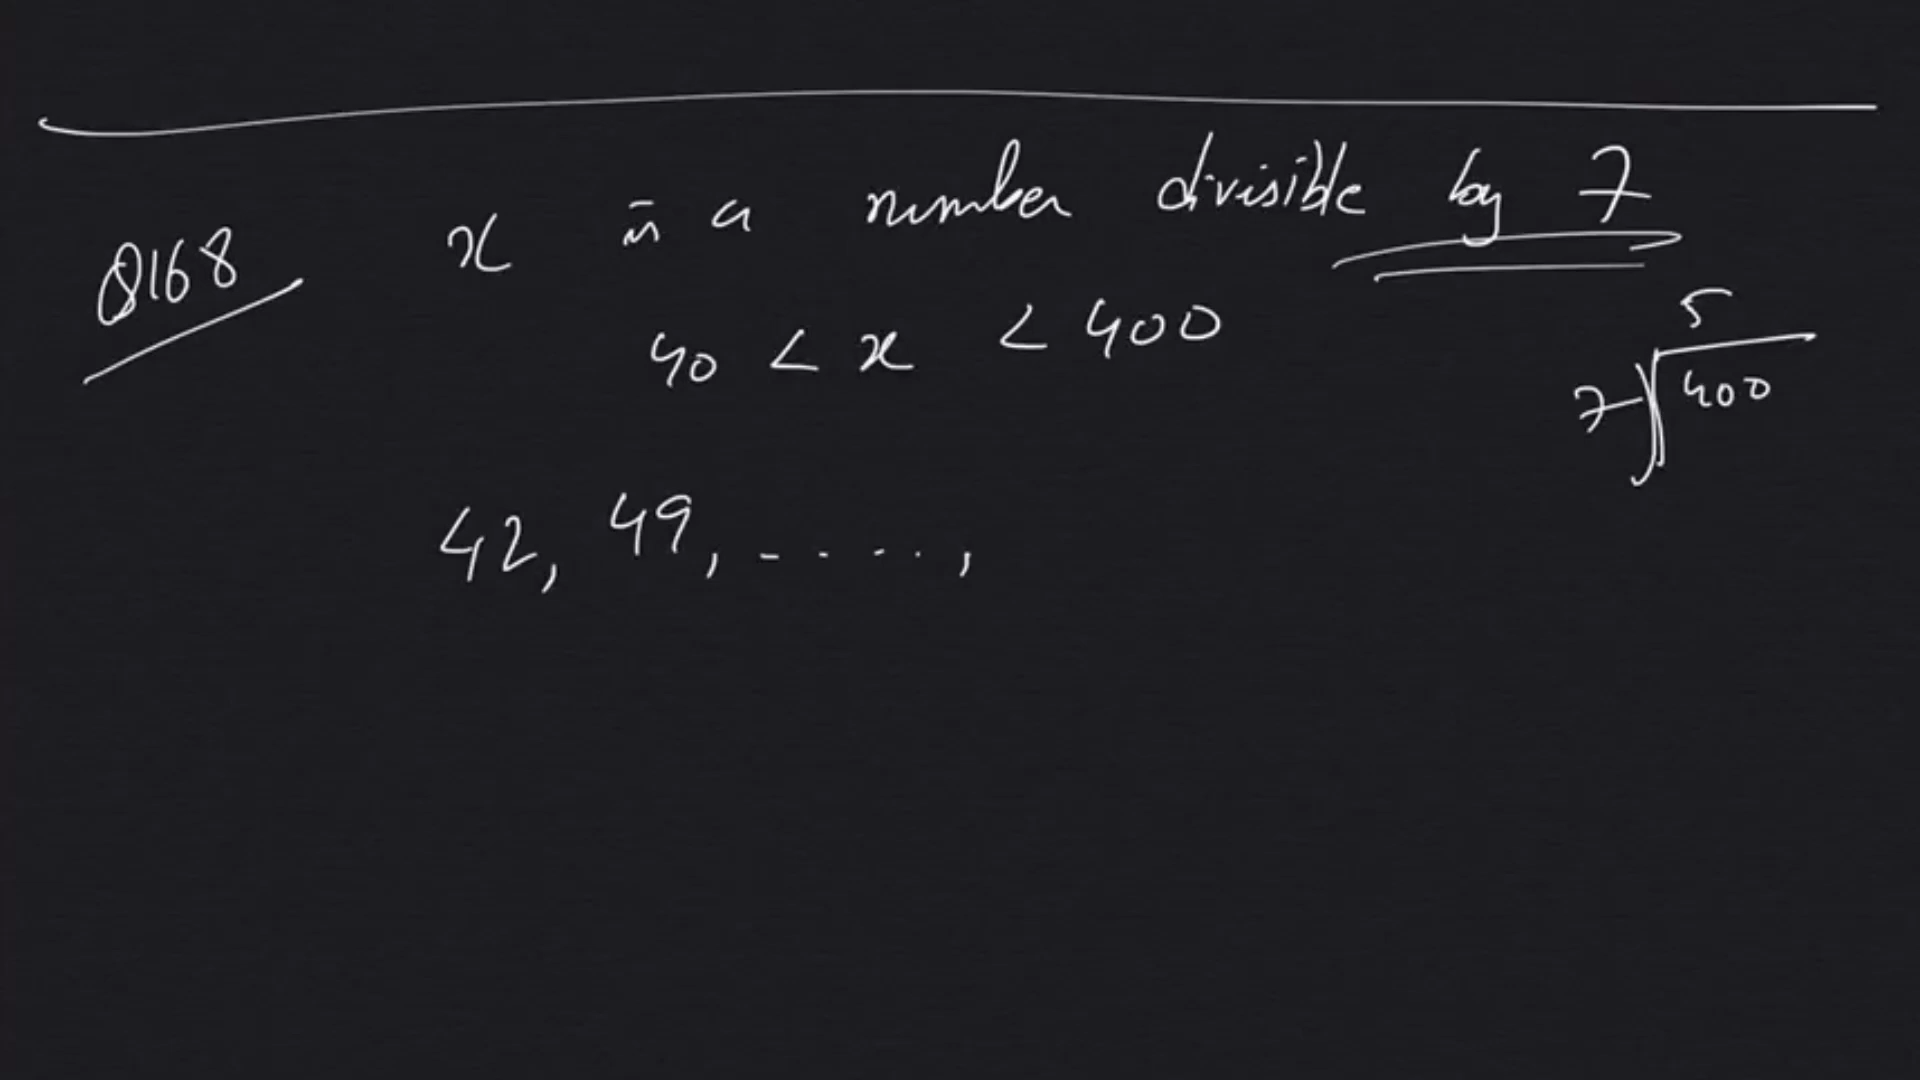 Q168 x is a number divisible by 7
40 < x < 400
5
7 400
42, 49, - . . . . ,